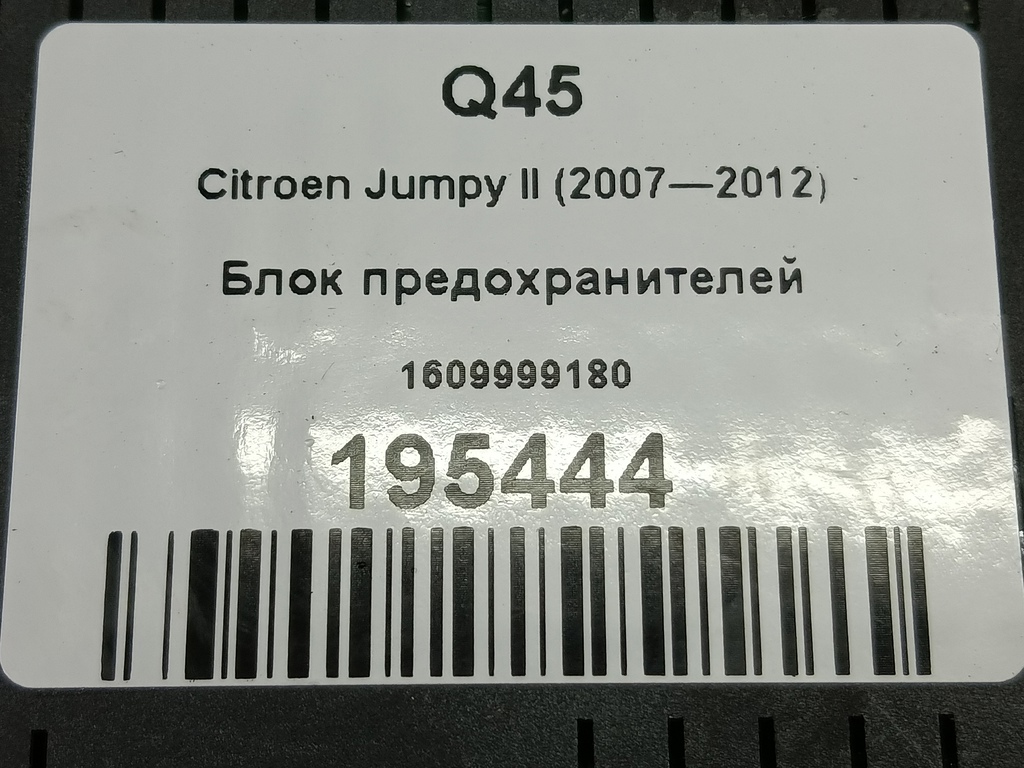 Q45
Citroen Jumpy II (2007—2012)
Блок предохранителей
1609999180
195444